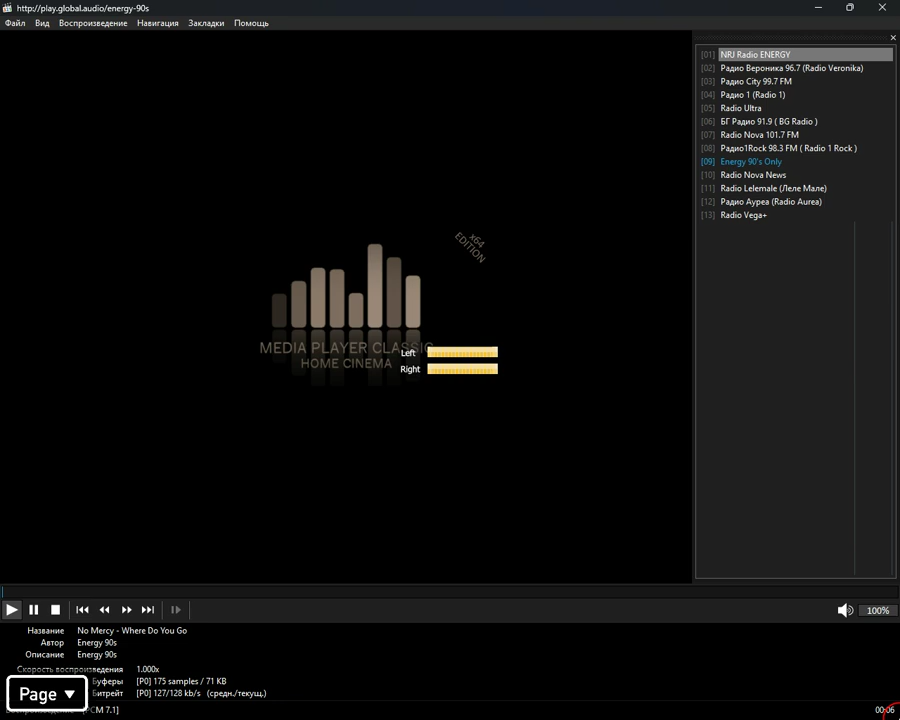 http://play.global.audio/energy-90s
Файл Вид Воспроизведение Навигация Закладки Помощь
[01] NRJ Radio ENERGY
[02] Радио Вероника 96.7 (Radio Veronika)
[03] Радио City 99.7 FM
[04] Радио 1 (Radio 1)
[05] Radio Ultra
[06] БГ Радио 91.9 ( BG Radio )
[07] Radio Nova 101.7 FM
[08] Радио1Rock 98.3 FM ( Radio 1 Rock )
[09] Energy 90's Only
[10] Radio Nova News
[11] Radio Lelemale (Леле Мале)
[12] Радио Ауреа (Radio Aurea)
[13] Radio Vega+
x64
EDITION
MEDIA PLAYER CLASSIC
HOME CINEMA
Left
Right
100%
Название No Mercy - Where Do You Go
Автор Energy 90s
Описание Energy 90s
Скорость воспроизведения 1.000x
Буферы [P0] 175 samples / 71 KB
Битрейт [P0] 127/128 kb/s (средн./текущ.)
Page ▼
[PCM 7.1]
00:06